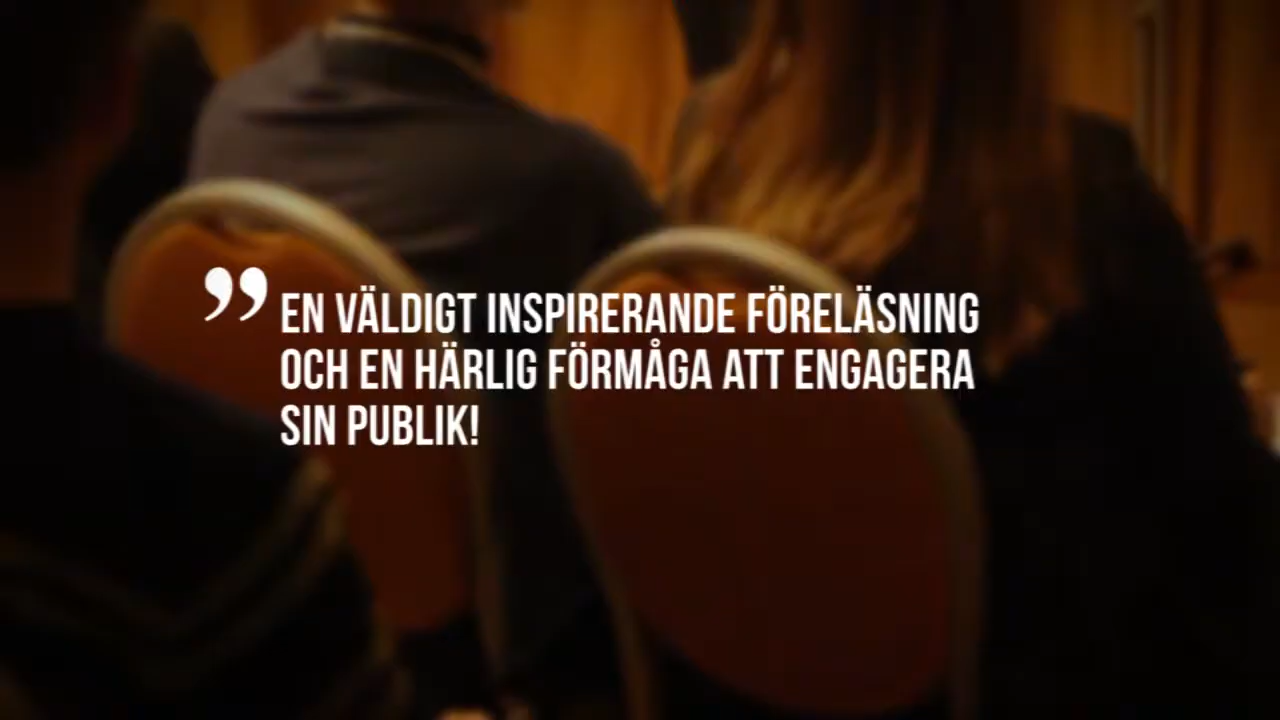 ” EN VÄLDIGT INSPIRERANDE FÖRELÄSNING
OCH EN HÄRLIG FÖRMÅGA ATT ENGAGERA
SIN PUBLIK!